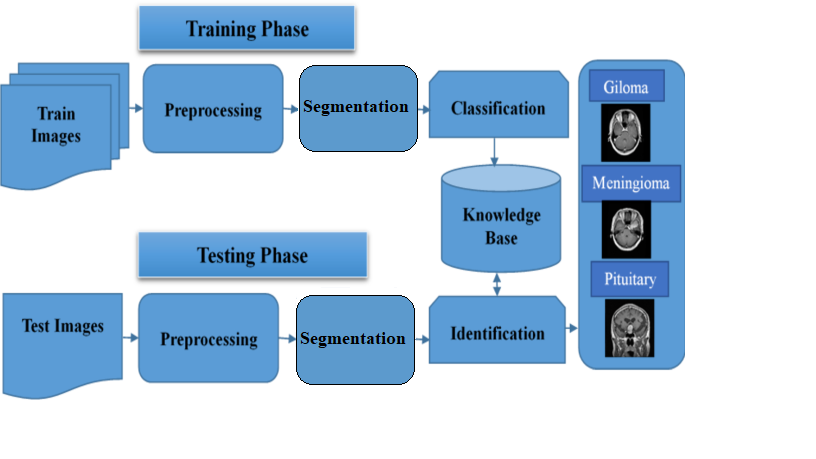 Training Phase
Train
Images
Preprocessing
Segmentation
Classification
Giloma
Meningioma
Pituitary
Knowledge
Base
Testing Phase
Test Images
Preprocessing
Segmentation
Identification